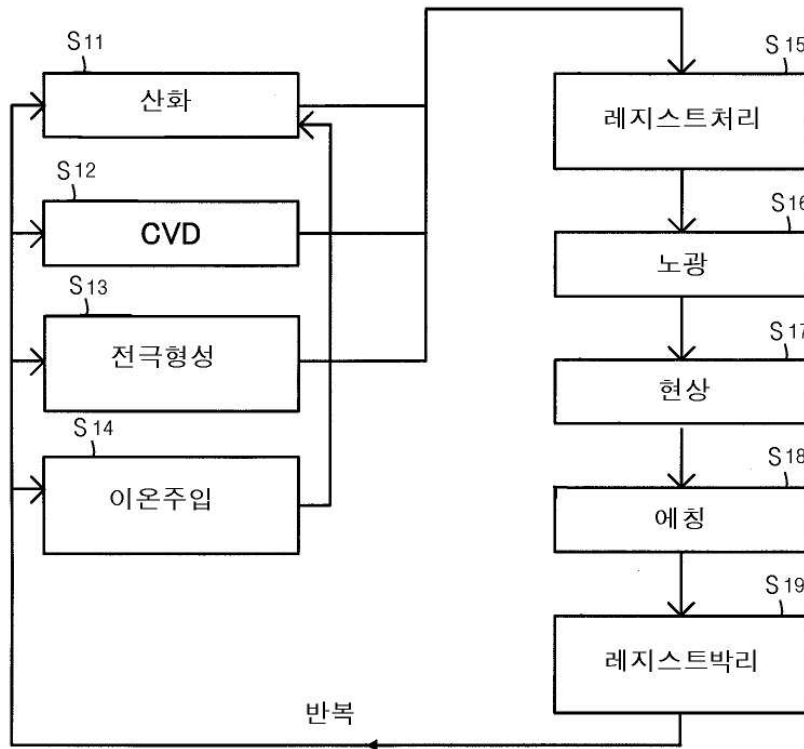 S11
산화
S12
CVD
S13
전극형성
S14
이온주입
S15
레지스트처리
S16
노광
S17
현상
S18
에칭
S19
레지스트박리
반복